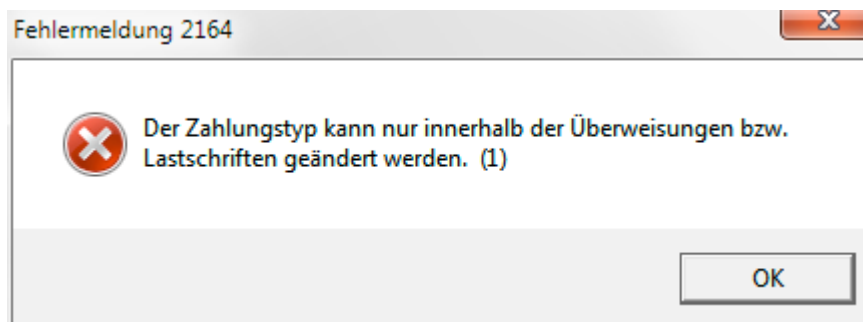 Fehlermeldung 2164
Der Zahlungstyp kann nur innerhalb der Überweisungen bzw.
Lastschriften geändert werden.  (1)
OK